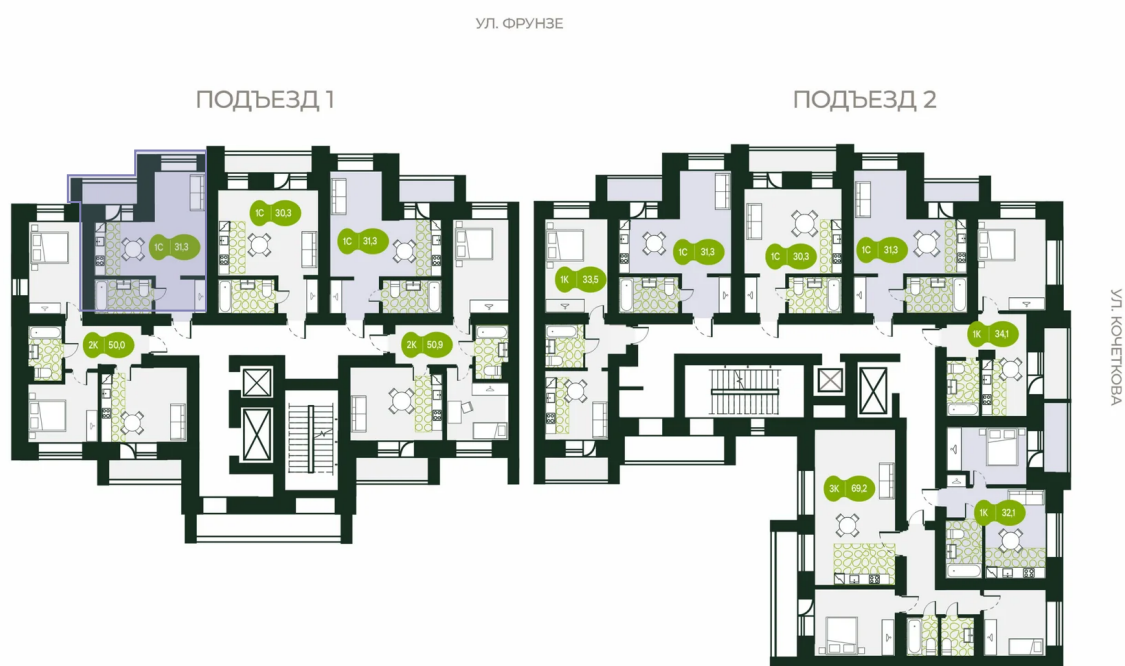 УЛ. ФРУНЗЕ
ПОДЪЕЗД 1
ПОДЪЕЗД 2
1С 31,3
1С 30,3
1С 31,3
2К 50,0
2К 50,9
1К 33,5
1С 31,3
1С 30,3
1С 31,3
1К 34,1
3К 69,2
1К 32,1
УЛ. КОЧЕТКОВА